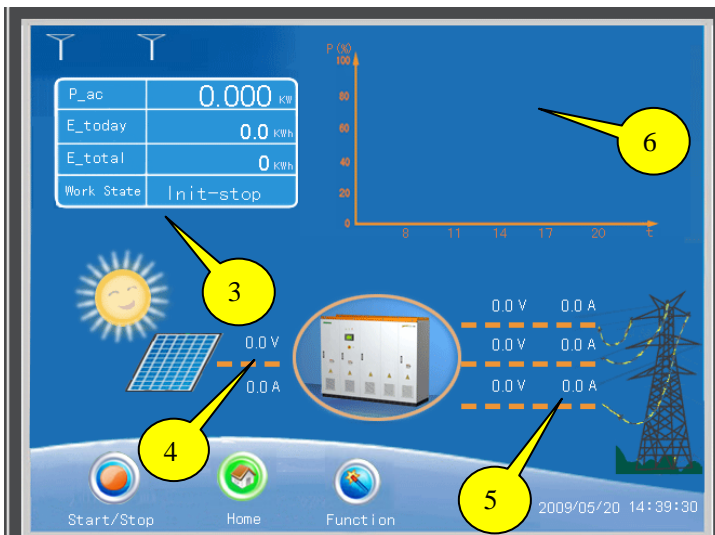 P_ac 0.000 KW
E_today 0.0 KWh
E_total 0 KWh
Work State Init-stop
P(%)
100
80
60
40
20
0
8 11 14 17 20 t
6
3
0.0 V
0.0 A
0.0 V 0.0 A
0.0 V 0.0 A
0.0 V 0.0 A
4
5
Start/Stop Home Function
2009/05/20 14:39:30